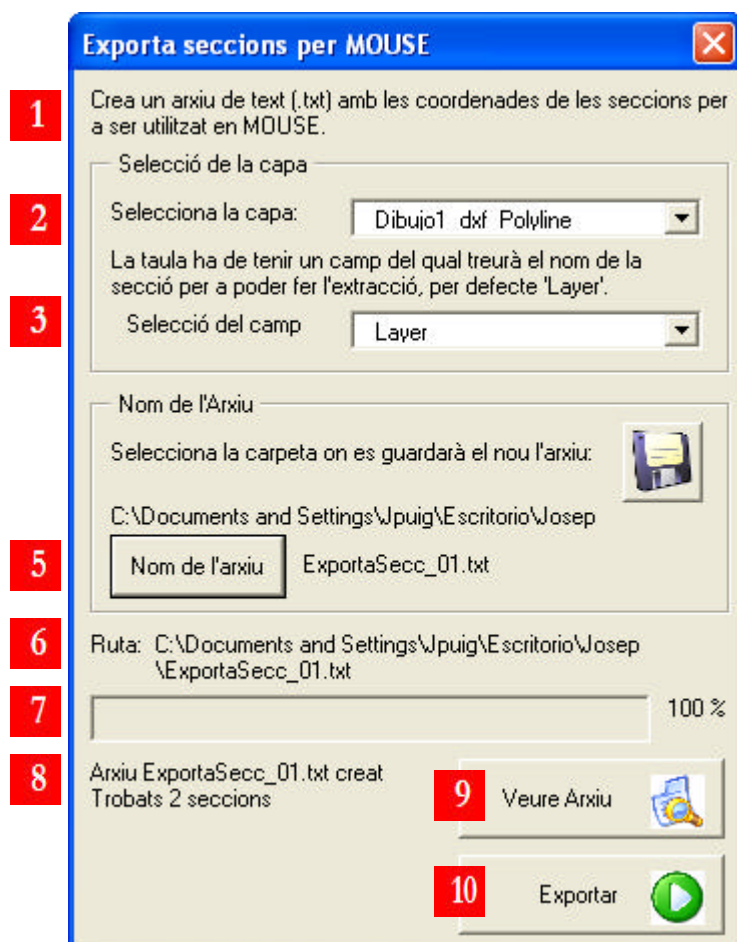 Exporta seccions per MOUSE
1
Crea un arxiu de text (.txt) amb les coordenades de les seccions per
a ser utilitzat en MOUSE.
Selecció de la capa
2
Selecciona la capa:
Dibujo1 dxf Polyline
La taula ha de tenir un camp del qual treurà el nom de la
secció per a poder fer l'extracció, per defecte 'Layer'.
3
Selecció del camp
Layer
Nom de l'Arxiu
Selecciona la carpeta on es guardarà el nou l'arxiu:
C:\Documents and Settings\Jpuig\Escritorio\Josep
5
Nom de l'arxiu
ExportaSecc_01.txt
6
Ruta: C:\Documents and Settings\Jpuig\Escritorio\Josep
\ExportaSecc_01.txt
7
100 %
8
Arxiu ExportaSecc_01.txt creat
Trobats 2 seccions
9
Veure Arxiu
10
Exportar